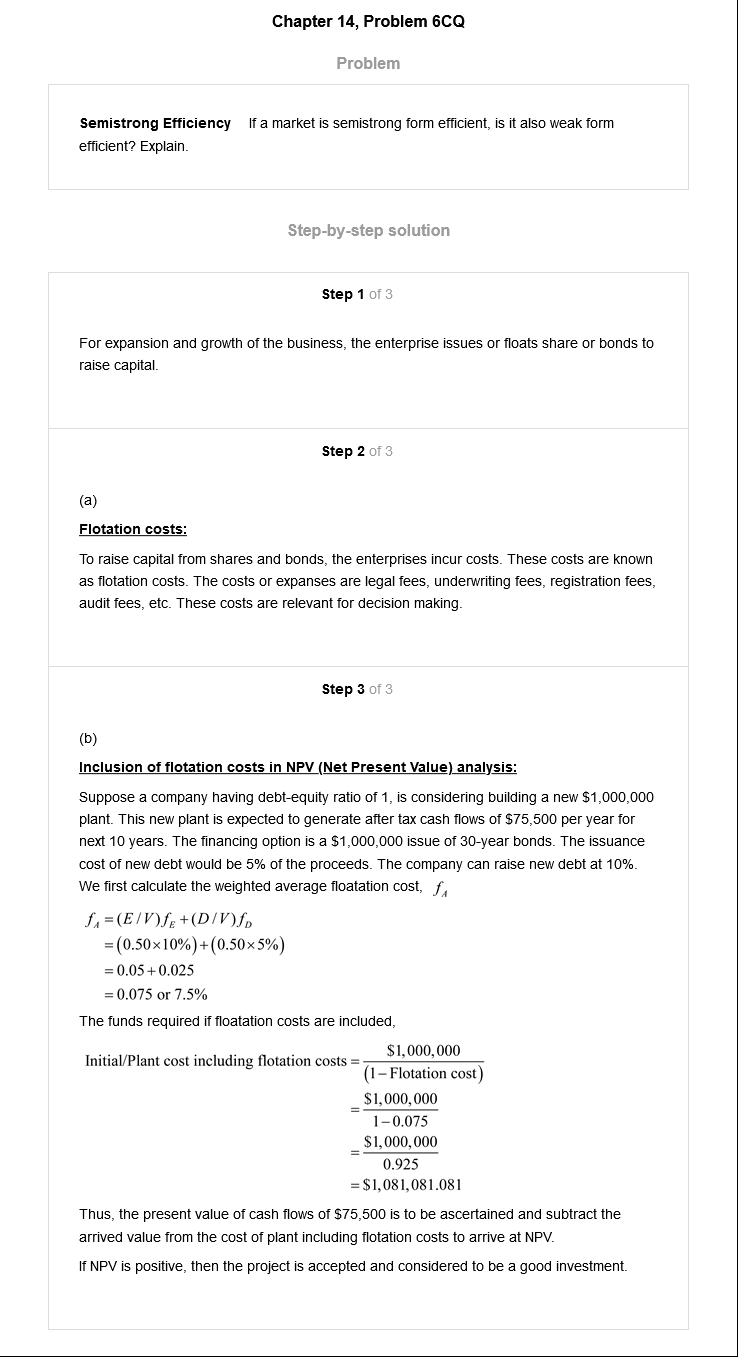 Chapter 14, Problem 6CQ
Problem
Semistrong Efficiency If a market is semistrong form efficient, is it also weak form
efficient? Explain.
Step-by-step solution
Step 1 of 3
For expansion and growth of the business, the enterprise issues or floats share or bonds to
raise capital.
Step 2 of 3
(a)
Flotation costs:
To raise capital from shares and bonds, the enterprises incur costs. These costs are known
as flotation costs. The costs or expanses are legal fees, underwriting fees, registration fees,
audit fees, etc. These costs are relevant for decision making.
Step 3 of 3
(b)
Inclusion of flotation costs in NPV (Net Present Value) analysis:
Suppose a company having debt-equity ratio of 1, is considering building a new $1,000,000
plant. This new plant is expected to generate after tax cash flows of $75,500 per year for
next 10 years. The financing option is a $1,000,000 issue of 30-year bonds. The issuance
cost of new debt would be 5% of the proceeds. The company can raise new debt at 10%.
We first calculate the weighted average floatation cost, f_A
f_A = (E/V) f_E + (D/V) f_D
= (0.50×10%)+(0.50×5%)
= 0.05+0.025
= 0.075 or 7.5%
The funds required if floatation costs are included,
Initial/Plant cost including flotation costs = $1,000,000 / (1−Flotation cost)
= $1,000,000 / 1−0.075
= $1,000,000 / 0.925
= $1,081,081.081
Thus, the present value of cash flows of $75,500 is to be ascertained and subtract the
arrived value from the cost of plant including flotation costs to arrive at NPV.
If NPV is positive, then the project is accepted and considered to be a good investment.